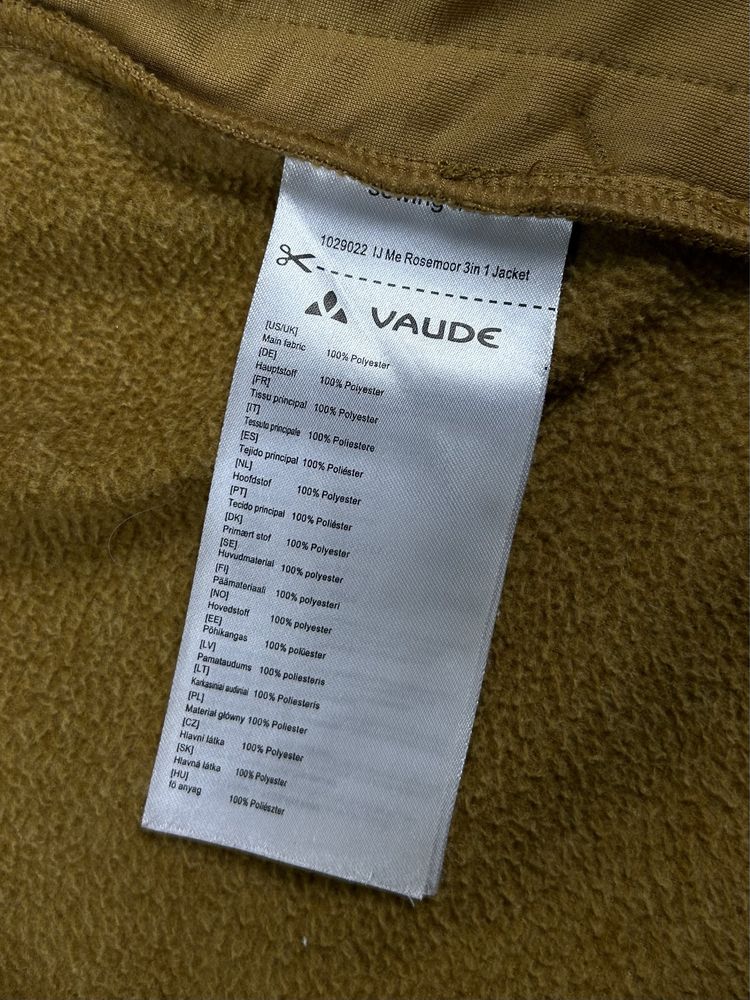 sewing
1029022 IJ Me Rosemoor 3in 1 Jacket
VAUDE
[US/UK]
Main fabric 100% Polyester
[DE]
Hauptstoff 100% Polyester
[FR]
Tissu principal 100% Polyester
[IT]
Tessuto principale 100% Poliestere
[ES]
Tejido principal 100% Poliéster
[NL]
Hoofdstof 100% Polyester
[PT]
Tecido principal 100% Poliéster
[DK]
Primært stof 100% Polyester
[SE]
Huvudmaterial 100% polyester
[FI]
Päämateriaali 100% polyesteri
[NO]
Hovedstoff 100% polyester
[EE]
Põhikangas 100% polüester
[LV]
Pamataudums 100% poliesteris
[LT]
Karkasiniai audiniai 100% Poliesteris
[PL]
Materiał główny 100% Poliester
[CZ]
Hlavní látka 100% Polyester
[SK]
Hlavná látka 100% Polyester
[HU]
fő anyag 100% Poliészter